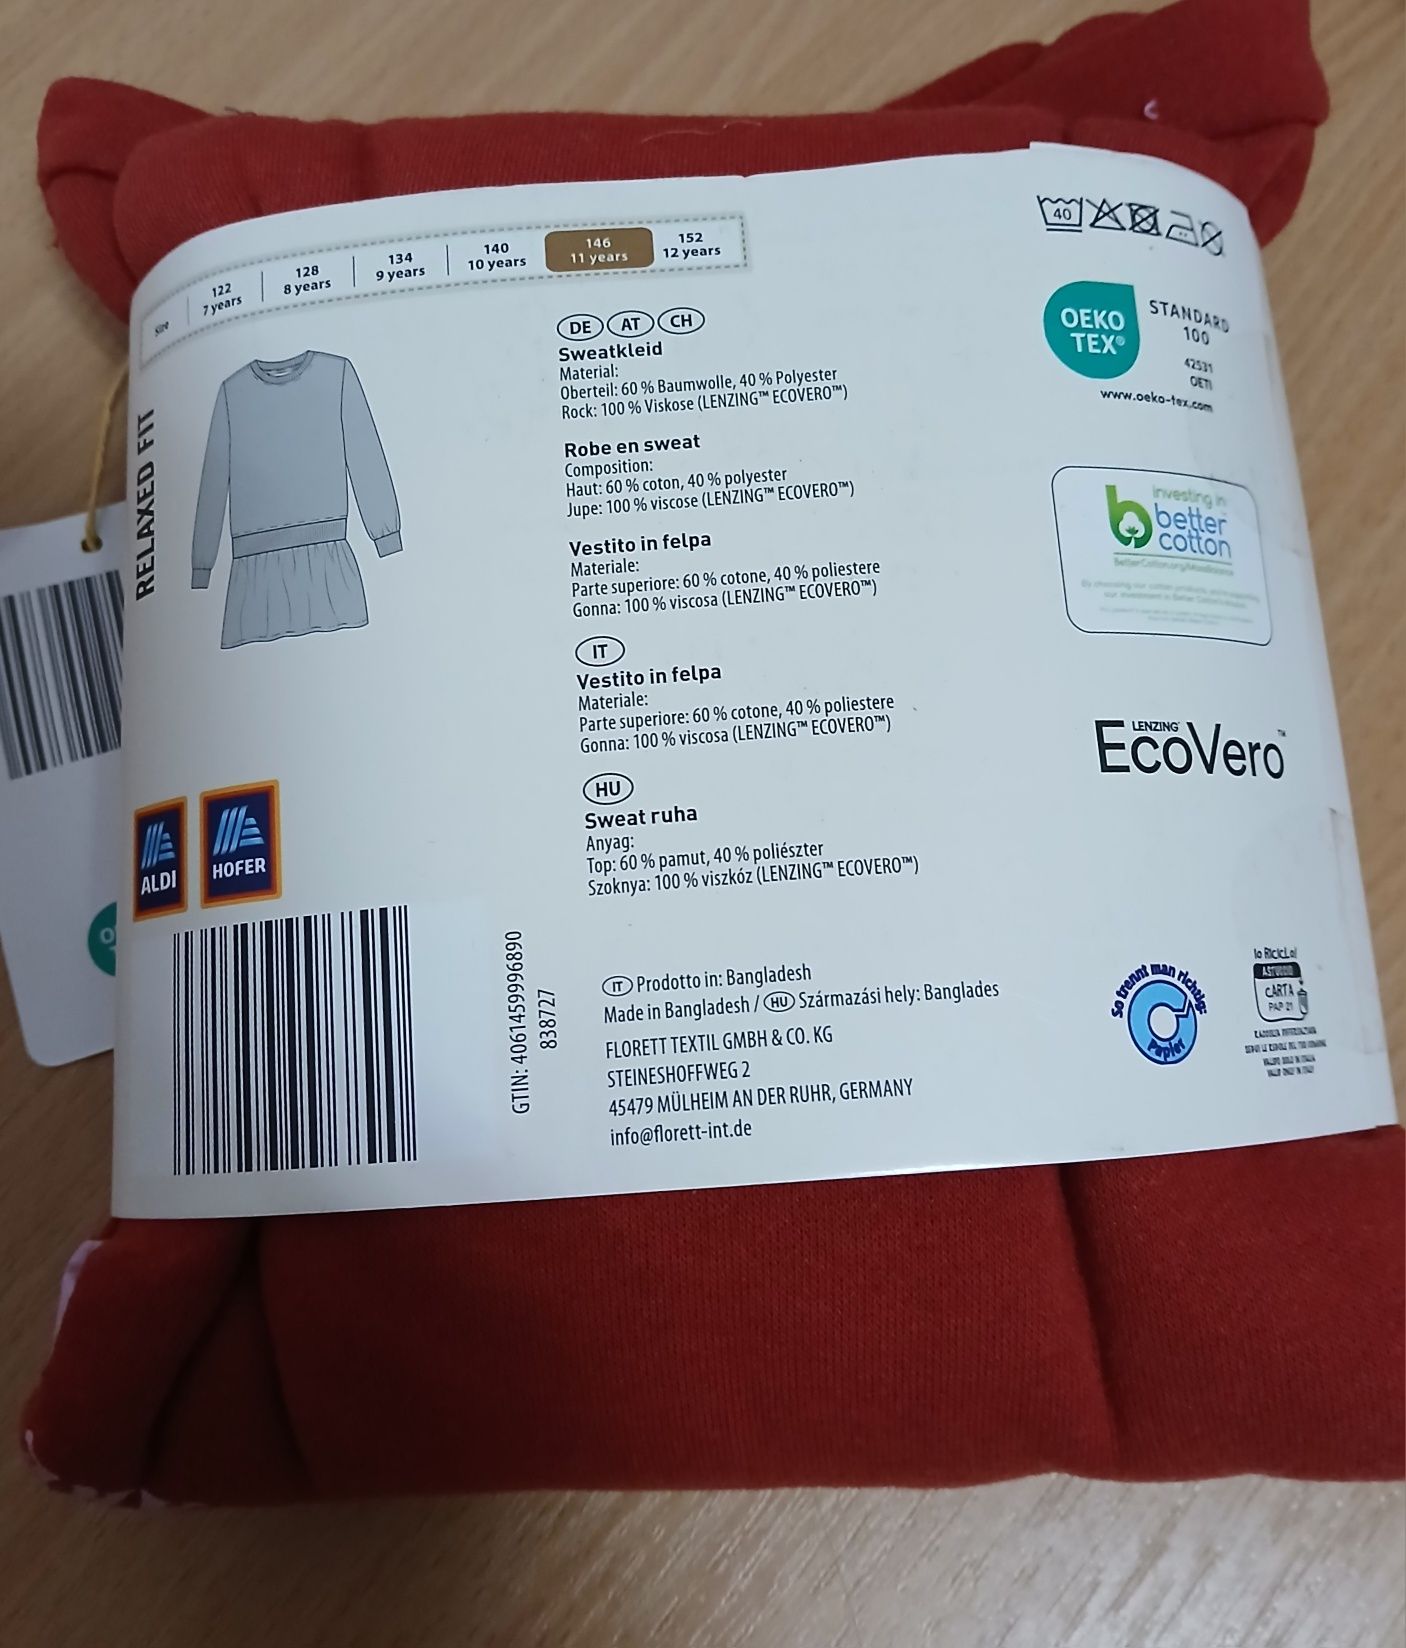 Size
122
7 years
128
8 years
134
9 years
140
10 years
146
11 years
152
12 years
RELAXED FIT
DE AT CH
Sweatkleid
Material:
Oberteil: 60 % Baumwolle, 40 % Polyester
Rock: 100 % Viskose (LENZING™ ECOVERO™)
Robe en sweat
Composition:
Haut: 60 % coton, 40 % polyester
Jupe: 100 % viscose (LENZING™ ECOVERO™)
Vestito in felpa
Materiale:
Parte superiore: 60 % cotone, 40 % poliestere
Gonna: 100 % viscosa (LENZING™ ECOVERO™)
IT
Vestito in felpa
Materiale:
Parte superiore: 60 % cotone, 40 % poliestere
Gonna: 100 % viscosa (LENZING™ ECOVERO™)
HU
Sweat ruha
Anyag:
Top: 60 % pamut, 40 % poliészter
Szoknya: 100 % viszkóz (LENZING™ ECOVERO™)
IT Prodotto in: Bangladesh
Made in Bangladesh / HU Származási hely: Banglades
FLORETT TEXTIL GMBH & CO. KG
STEINESHOFFWEG 2
45479 MÜLHEIM AN DER RUHR, GERMANY
info@florett-int.de
ALDI
HOFER
GTIN: 4061459996890
838727
40
OEKO
TEX®
STANDARD
100
42531
OETI
www.oeko-tex.com
investing in
better
cotton
BetterCotton.org/MassBalance
LENZING
EcoVero™
So trennt man richtig:
Papier
Io RiciCLo!
ASTUCCIO
CARTA
PAP 21